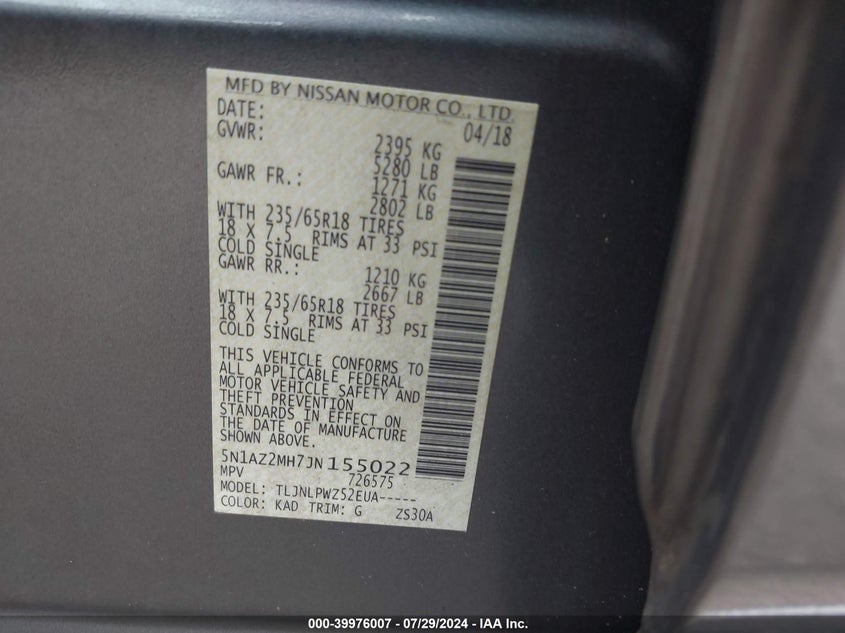 MFD BY NISSAN MOTOR CO., LTD.
DATE: 04/18
GVWR: 2395 KG
5280 LB
GAWR FR.: 1271 KG
2802 LB
WITH 235/65R18 TIRES
18 X 7.5 RIMS AT 33 PSI
COLD SINGLE
GAWR RR.: 1210 KG
2667 LB
WITH 235/65R18 TIRES
18 X 7.5 RIMS AT 33 PSI
COLD SINGLE
THIS VEHICLE CONFORMS TO
ALL APPLICABLE FEDERAL
MOTOR VEHICLE SAFETY AND
THEFT PREVENTION
STANDARDS IN EFFECT ON
THE DATE OF MANUFACTURE
SHOWN ABOVE.
5N1AZ2MH7JN155022
MPV 726575
MODEL: TLJNLPWZ52EUA-----
COLOR: KAD TRIM: G ZS30A
000-39976007 - 07/29/2024 - IAA Inc.